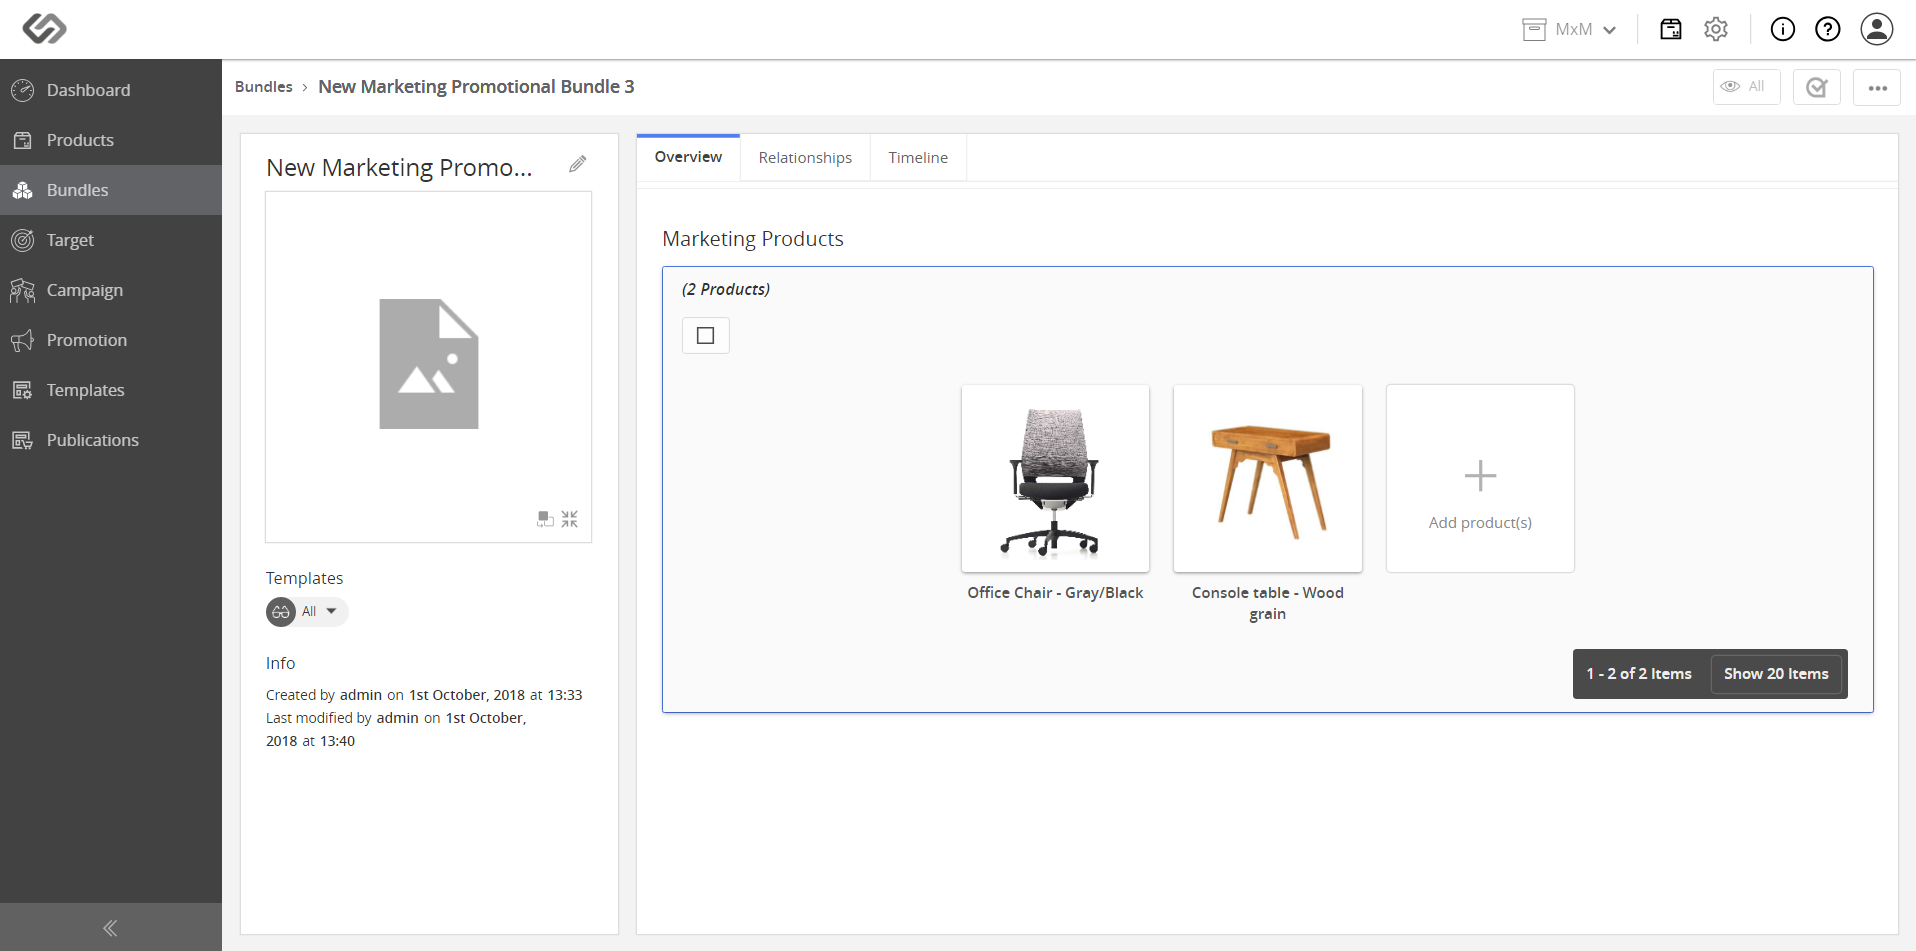 MxM
Dashboard
Products
Bundles
Target
Campaign
Promotion
Templates
Publications
Bundles › New Marketing Promotional Bundle 3
All
New Marketing Promo...
Templates
All
Info
Created by admin on 1st October, 2018 at 13:33
Last modified by admin on 1st October,
2018 at 13:40
Overview
Relationships
Timeline
Marketing Products
(2 Products)
Office Chair - Gray/Black
Console table - Wood
grain
Add product(s)
1 - 2 of 2 Items
Show 20 Items